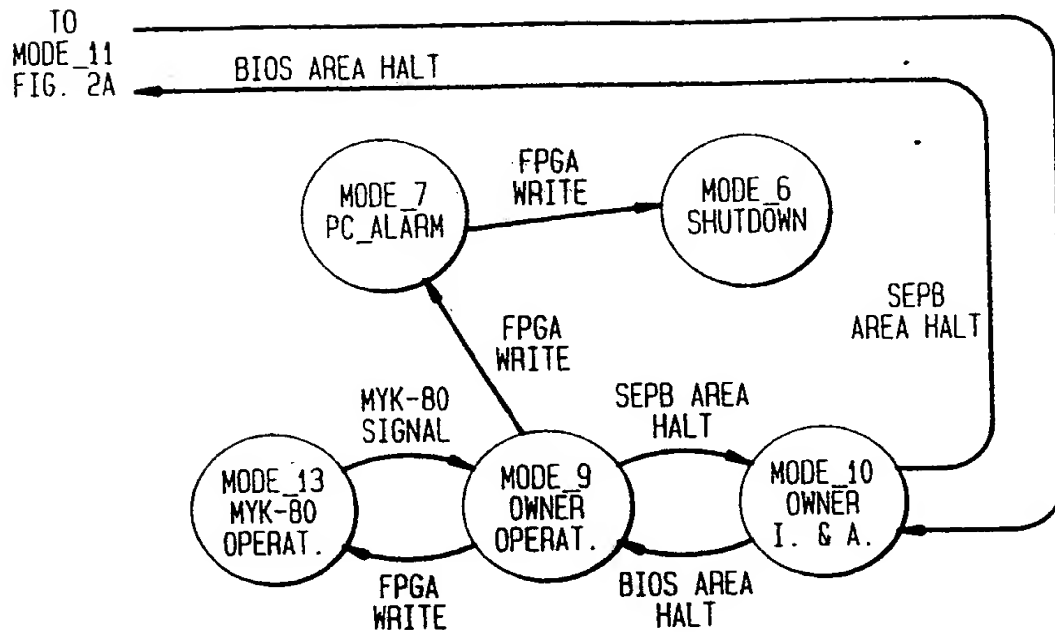 TO
MODE_11
FIG. 2A
BIOS AREA HALT
FPGA
WRITE
MODE_7
PC_ALARM
MODE_6
SHUTDOWN
SEPB
AREA HALT
FPGA
WRITE
MYK-80
SIGNAL
SEPB AREA
HALT
MODE_13
MYK-80
OPERAT.
MODE_9
OWNER
OPERAT.
MODE_10
OWNER
I. & A.
FPGA
WRITE
BIOS AREA
HALT